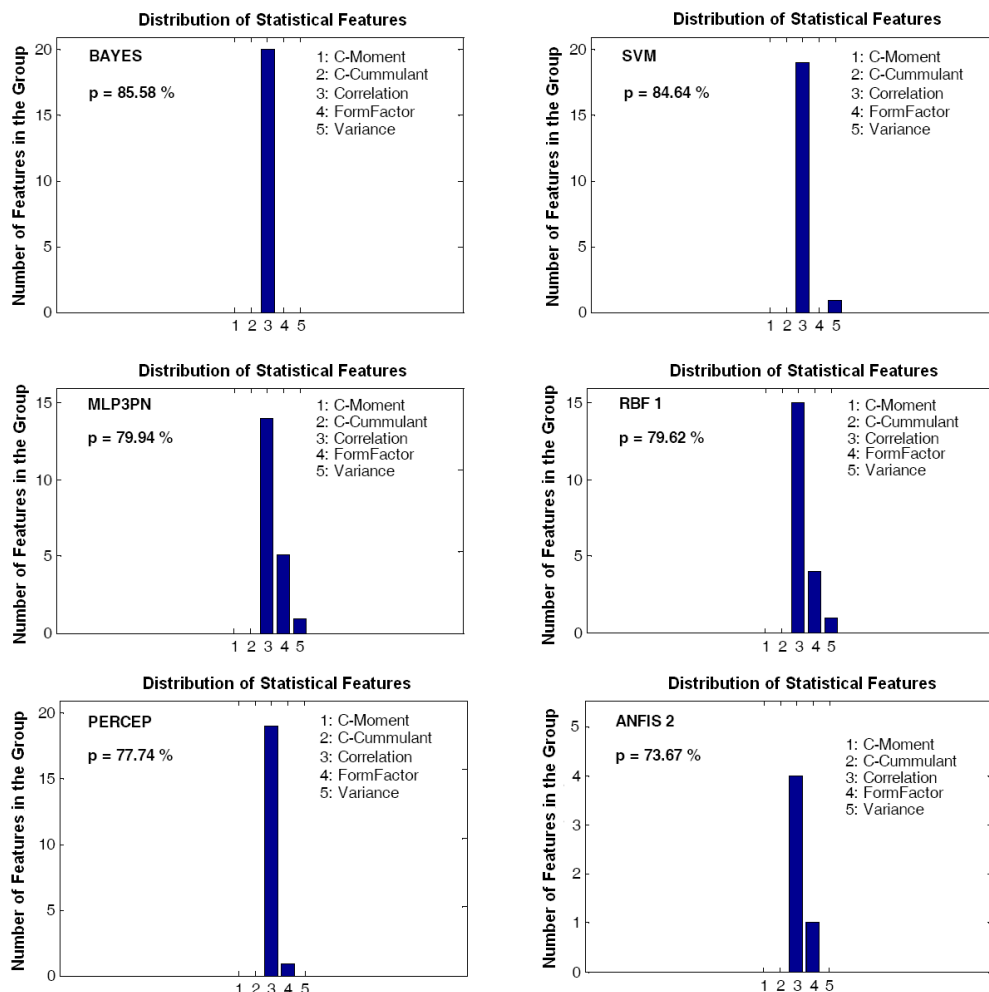 Distribution of Statistical Features
Number of Features in the Group
20
15
10
5
0
BAYES
p = 85.58 %
1: C-Moment
2: C-Cummulant
3: Correlation
4: FormFactor
5: Variance
1 2 3 4 5
Distribution of Statistical Features
Number of Features in the Group
20
15
10
5
0
SVM
p = 84.64 %
1: C-Moment
2: C-Cummulant
3: Correlation
4: FormFactor
5: Variance
1 2 3 4 5
Distribution of Statistical Features
Number of Features in the Group
15
10
5
0
MLP3PN
p = 79.94 %
1: C-Moment
2: C-Cummulant
3: Correlation
4: FormFactor
5: Variance
1 2 3 4 5
Distribution of Statistical Features
Number of Features in the Group
15
10
5
0
RBF 1
p = 79.62 %
1: C-Moment
2: C-Cummulant
3: Correlation
4: FormFactor
5: Variance
1 2 3 4 5
Distribution of Statistical Features
Number of Features in the Group
20
15
10
5
0
PERCEP
p = 77.74 %
1: C-Moment
2: C-Cummulant
3: Correlation
4: FormFactor
5: Variance
1 2 3 4 5
Distribution of Statistical Features
Number of Features in the Group
5
4
3
2
1
0
ANFIS 2
p = 73.67 %
1: C-Moment
2: C-Cummulant
3: Correlation
4: FormFactor
5: Variance
1 2 3 4 5